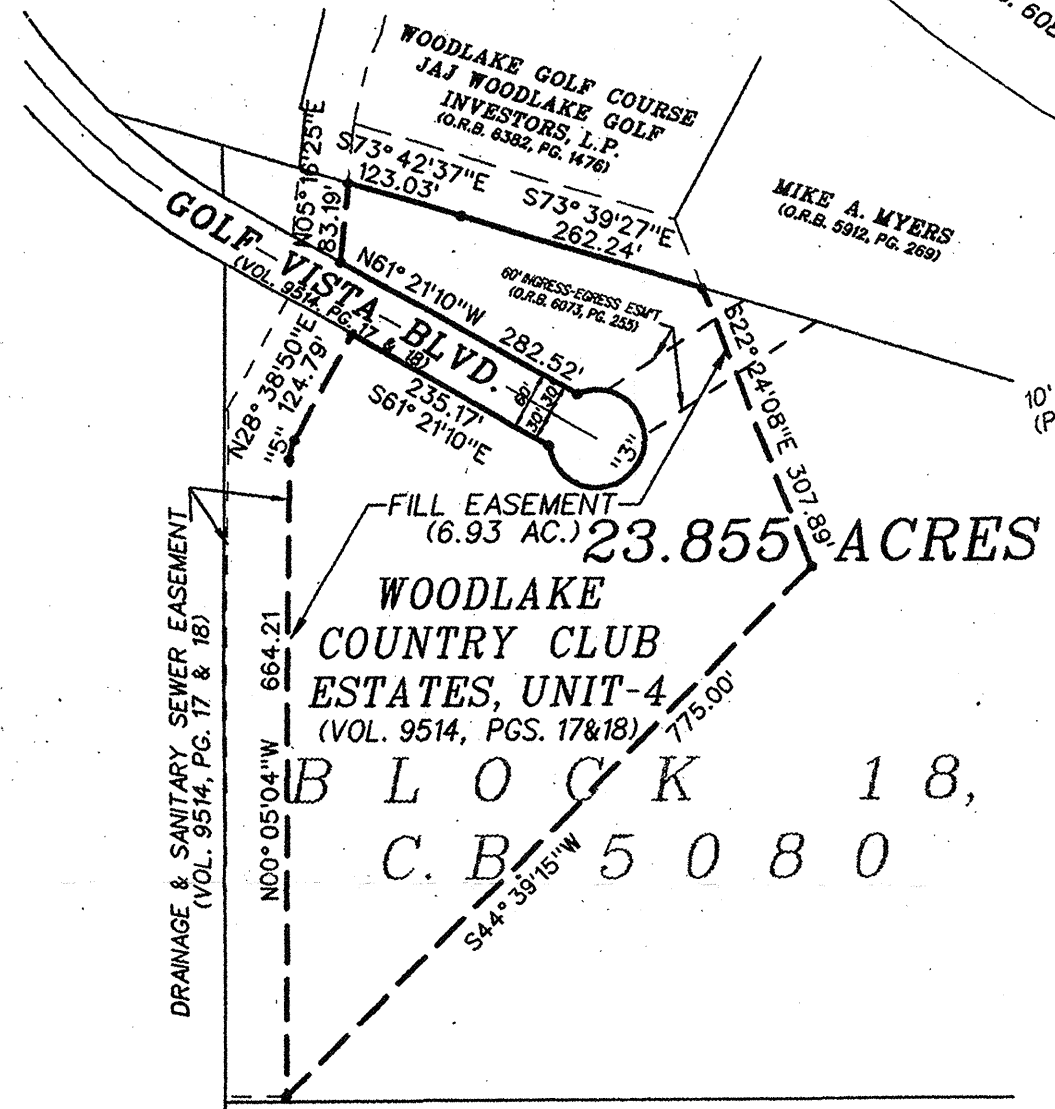 . 608
WOODLAKE GOLF COURSE
JAJ WOODLAKE GOLF
INVESTORS, L.P.
(O.R.B. 8382, PG. 1476)
MIKE A. MYERS
(O.R.B. 5912, PG. 269)
S73° 42'37"E
123.03'
S73° 39'27"E
262.24'
N05° 16'25"E
83.19'
GOLF VISTA BLVD.
(VOL. 9514, PG. 17 & 18)
N61° 21'10"W
282.52'
60' INGRESS-EGRESS ESM'T
(O.R.B. 6073, PG. 255)
60'
30'
30'
235.17'
S61° 21'10"E
"3"
S22° 24'08"E 307.89'
10'
(P
N28° 38'50"E
124.79'
"5"
FILL EASEMENT
(6.93 AC.)
23.855 ACRES
WOODLAKE
COUNTRY CLUB
ESTATES, UNIT-4
(VOL. 9514, PGS. 17&18)
DRAINAGE & SANITARY SEWER EASEMENT
(VOL. 9514, PG. 17 & 18)
N00° 05'04"W
664.21
775.00'
S44° 39'15"W
BLOCK 18,
C.B. 5080